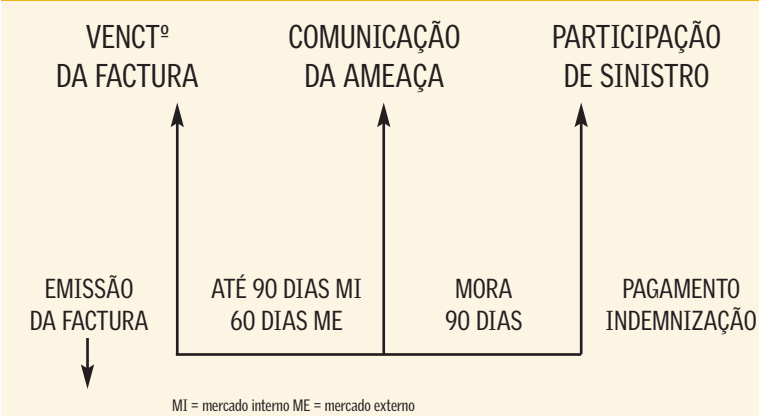 VENCTº
DA FACTURA
COMUNICAÇÃO
DA AMEAÇA
PARTICIPAÇÃO
DE SINISTRO
EMISSÃO
DA FACTURA
ATÉ 90 DIAS MI
60 DIAS ME
MORA
90 DIAS
PAGAMENTO
INDEMNIZAÇÃO
MI = mercado interno ME = mercado externo